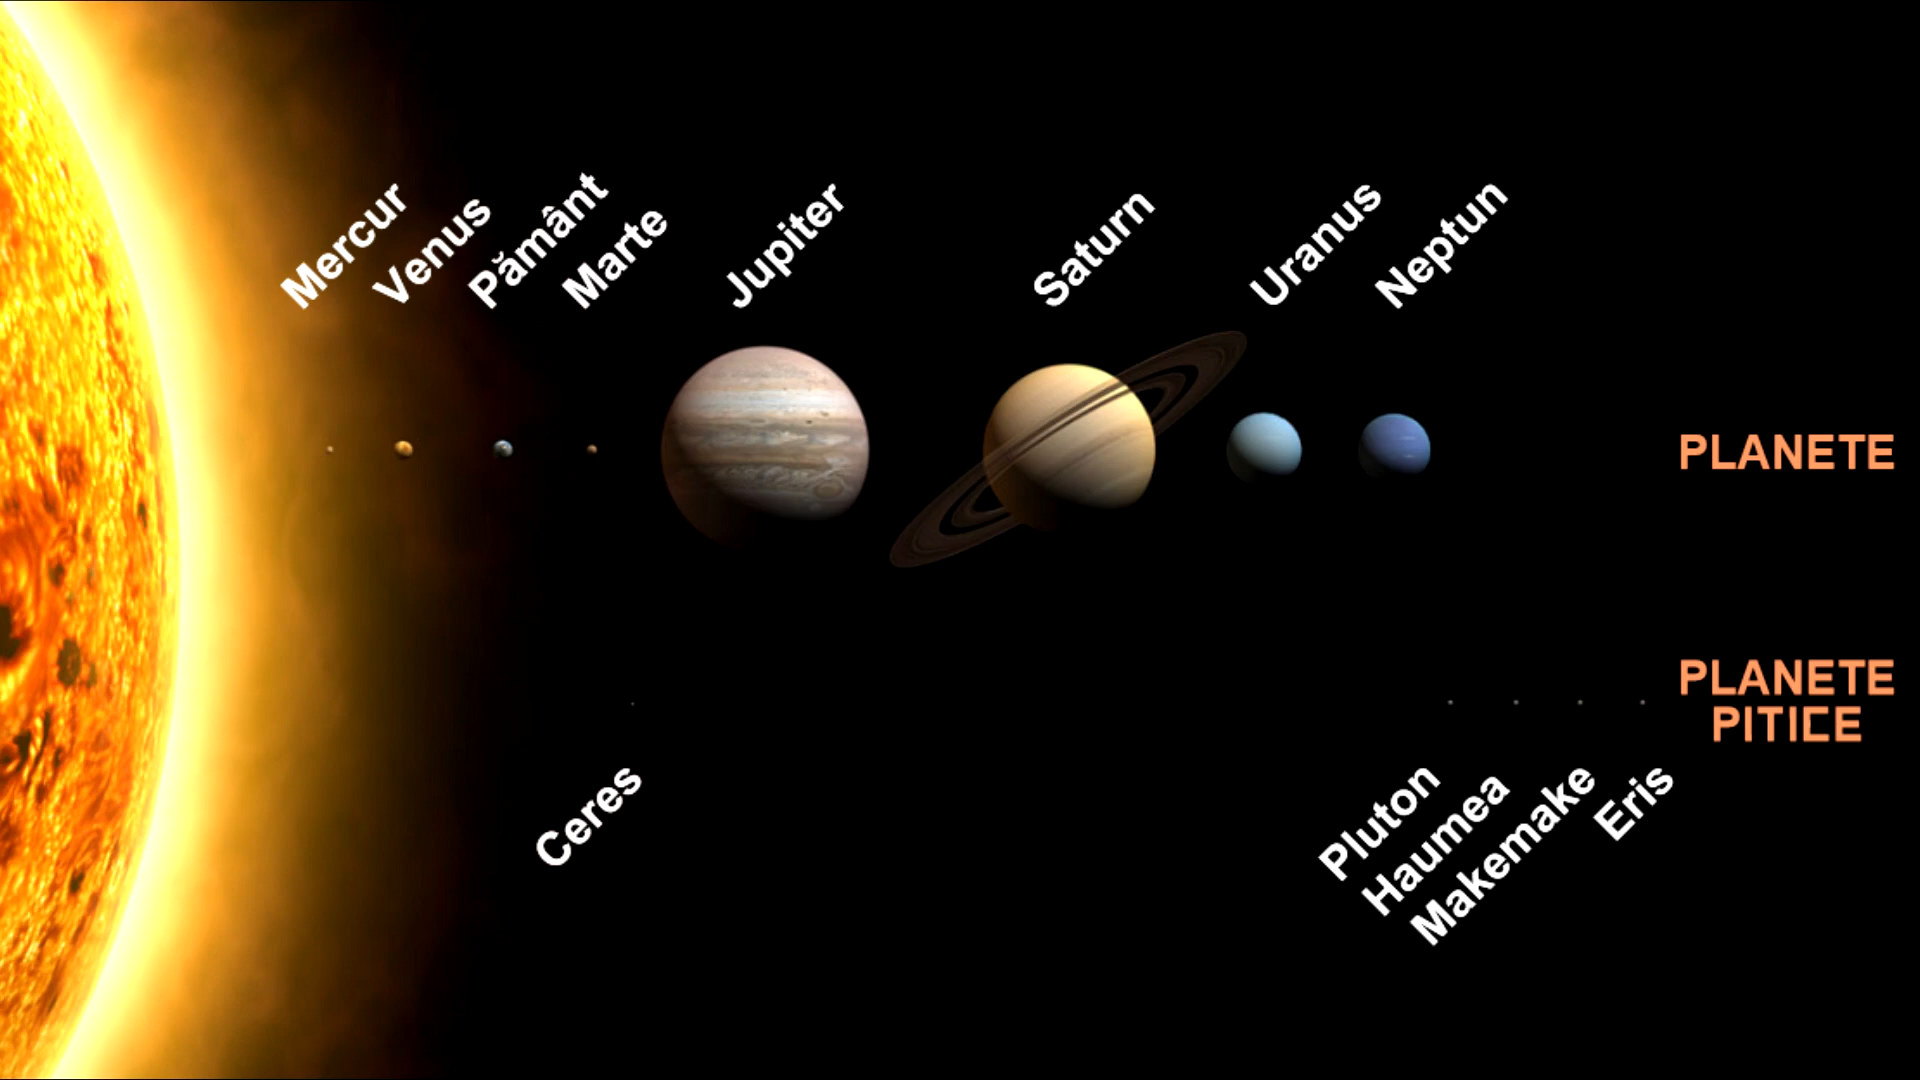 Mercur
Venus
Pământ
Marte
Jupiter
Saturn
Uranus
Neptun
PLANETE
PLANETE
PITICE
Ceres
Pluton
Haumea
Makemake
Eris